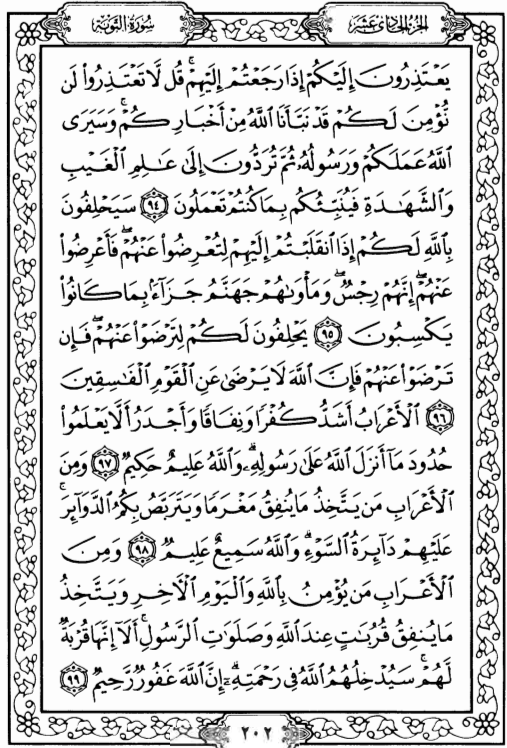 الجزء الحادي عشر
سورة التوبة
يَعْتَذِرُونَ إِلَيْكُمْ إِذَا رَجَعْتُمْ إِلَيْهِمْ ۚ قُل لَّا تَعْتَذِرُوا۟ لَن
نُّؤْمِنَ لَكُمْ قَدْ نَبَّأَنَا ٱللَّهُ مِنْ أَخْبَارِكُمْ ۚ وَسَيَرَى
ٱللَّهُ عَمَلَكُمْ وَرَسُولُهُۥ ثُمَّ تُرَدُّونَ إِلَىٰ عَـٰلِمِ ٱلْغَيْبِ
وَٱلشَّهَـٰدَةِ فَيُنَبِّئُكُم بِمَا كُنتُمْ تَعْمَلُونَ ٩٤ سَيَحْلِفُونَ
بِٱللَّهِ لَكُمْ إِذَا ٱنقَلَبْتُمْ إِلَيْهِمْ لِتُعْرِضُوا۟ عَنْهُمْ ۖ فَأَعْرِضُوا۟
عَنْهُمْ ۖ إِنَّهُمْ رِجْسٌ ۖ وَمَأْوَىٰهُمْ جَهَنَّمُ جَزَآءًۢ بِمَا كَانُوا۟
يَكْسِبُونَ ٩٥ يَحْلِفُونَ لَكُمْ لِتَرْضَوْا۟ عَنْهُمْ ۖ فَإِن
تَرْضَوْا۟ عَنْهُمْ فَإِنَّ ٱللَّهَ لَا يَرْضَىٰ عَنِ ٱلْقَوْمِ ٱلْفَـٰسِقِينَ
٩٦ ٱلْأَعْرَابُ أَشَدُّ كُفْرًا وَنِفَاقًا وَأَجْدَرُ أَلَّا يَعْلَمُوا۟
حُدُودَ مَآ أَنزَلَ ٱللَّهُ عَلَىٰ رَسُولِهِۦ ۗ وَٱللَّهُ عَلِيمٌ حَكِيمٌ ٩٧ وَمِنَ
ٱلْأَعْرَابِ مَن يَتَّخِذُ مَا يُنفِقُ مَغْرَمًا وَيَتَرَبَّصُ بِكُمُ ٱلدَّوَآئِرَ ۚ
عَلَيْهِمْ دَآئِرَةُ ٱلسَّوْءِ ۗ وَٱللَّهُ سَمِيعٌ عَلِيمٌ ٩٨ وَمِنَ
ٱلْأَعْرَابِ مَن يُؤْمِنُ بِٱللَّهِ وَٱلْيَوْمِ ٱلْـَٔاخِرِ وَيَتَّخِذُ
مَا يُنفِقُ قُرُبَـٰتٍ عِندَ ٱللَّهِ وَصَلَوَٰتِ ٱلرَّسُولِ ۚ أَلَآ إِنَّهَا قُرْبَةٌ
لَّهُمْ ۚ سَيُدْخِلُهُمُ ٱللَّهُ فِى رَحْمَتِهِۦٓ ۗ إِنَّ ٱللَّهَ غَفُورٌ رَّحِيمٌ ٩٩
٢٠٢